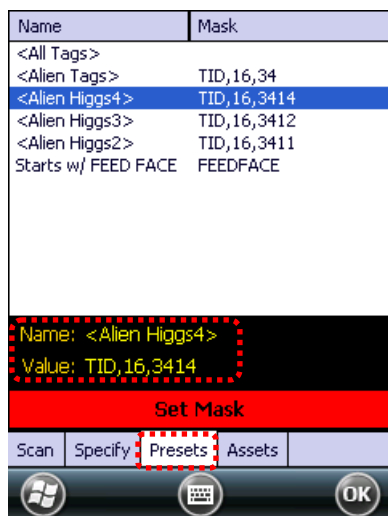 Name Mask
<All Tags>
<Alien Tags> TID,16,34
<Alien Higgs4> TID,16,3414
<Alien Higgs3> TID,16,3412
<Alien Higgs2> TID,16,3411
Starts w/ FEED FACE FEEDFACE
Name: <Alien Higgs4>
Value: TID,16,3414
Set Mask
Scan Specify Presets Assets
OK